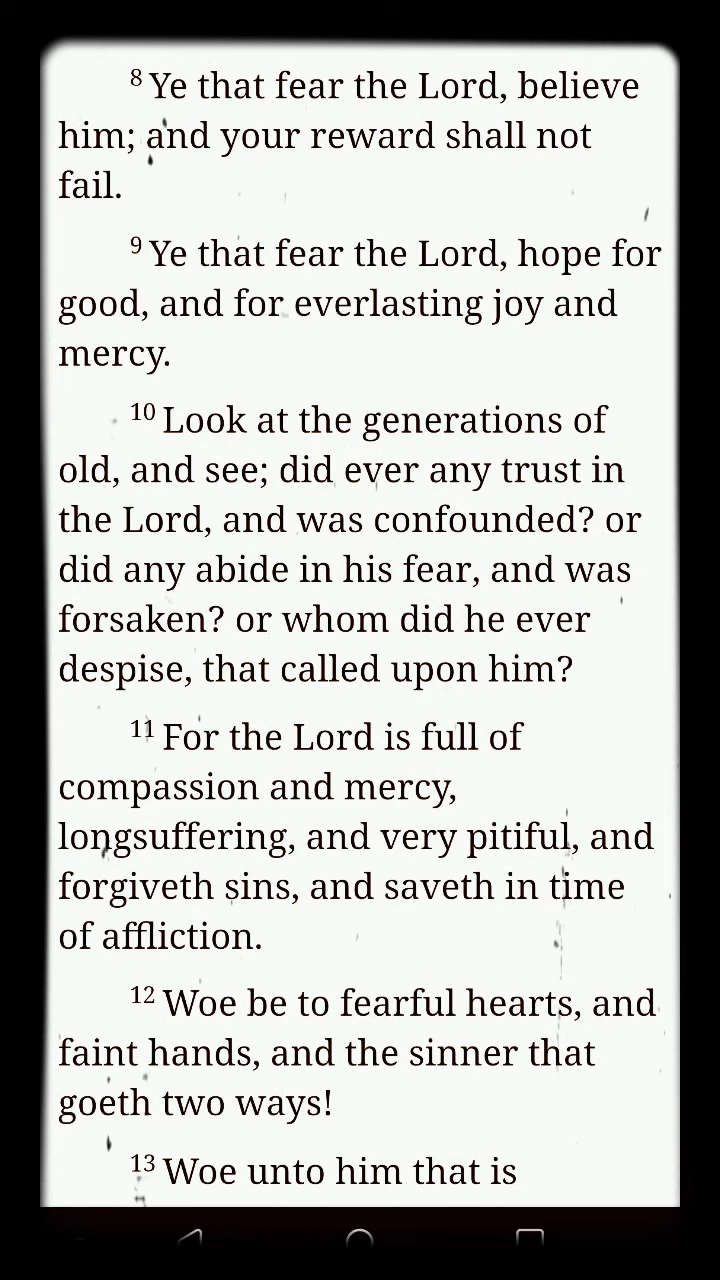 8 Ye that fear the Lord, believe
him; and your reward shall not
fail.
9 Ye that fear the Lord, hope for
good, and for everlasting joy and
mercy.
10 Look at the generations of
old, and see; did ever any trust in
the Lord, and was confounded? or
did any abide in his fear, and was
forsaken? or whom did he ever
despise, that called upon him?
11 For the Lord is full of
compassion and mercy,
longsuffering, and very pitiful, and
forgiveth sins, and saveth in time
of affliction.
12 Woe be to fearful hearts, and
faint hands, and the sinner that
goeth two ways!
13 Woe unto him that is